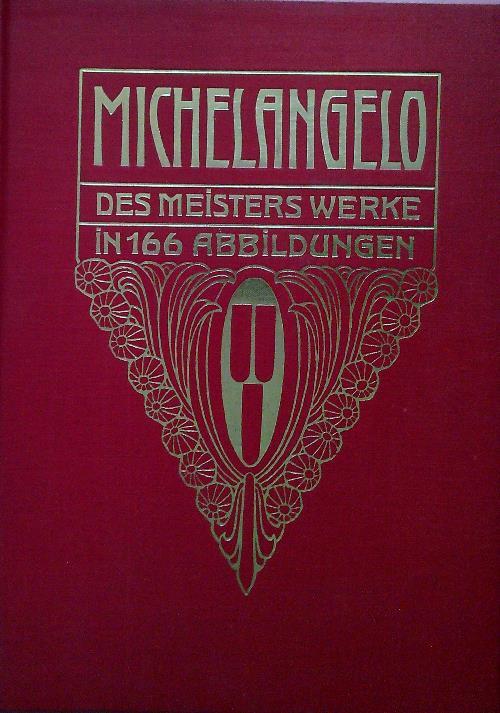 MICHELANGELO
DES MEISTERS WERKE
IN 166 ABBILDUNGEN